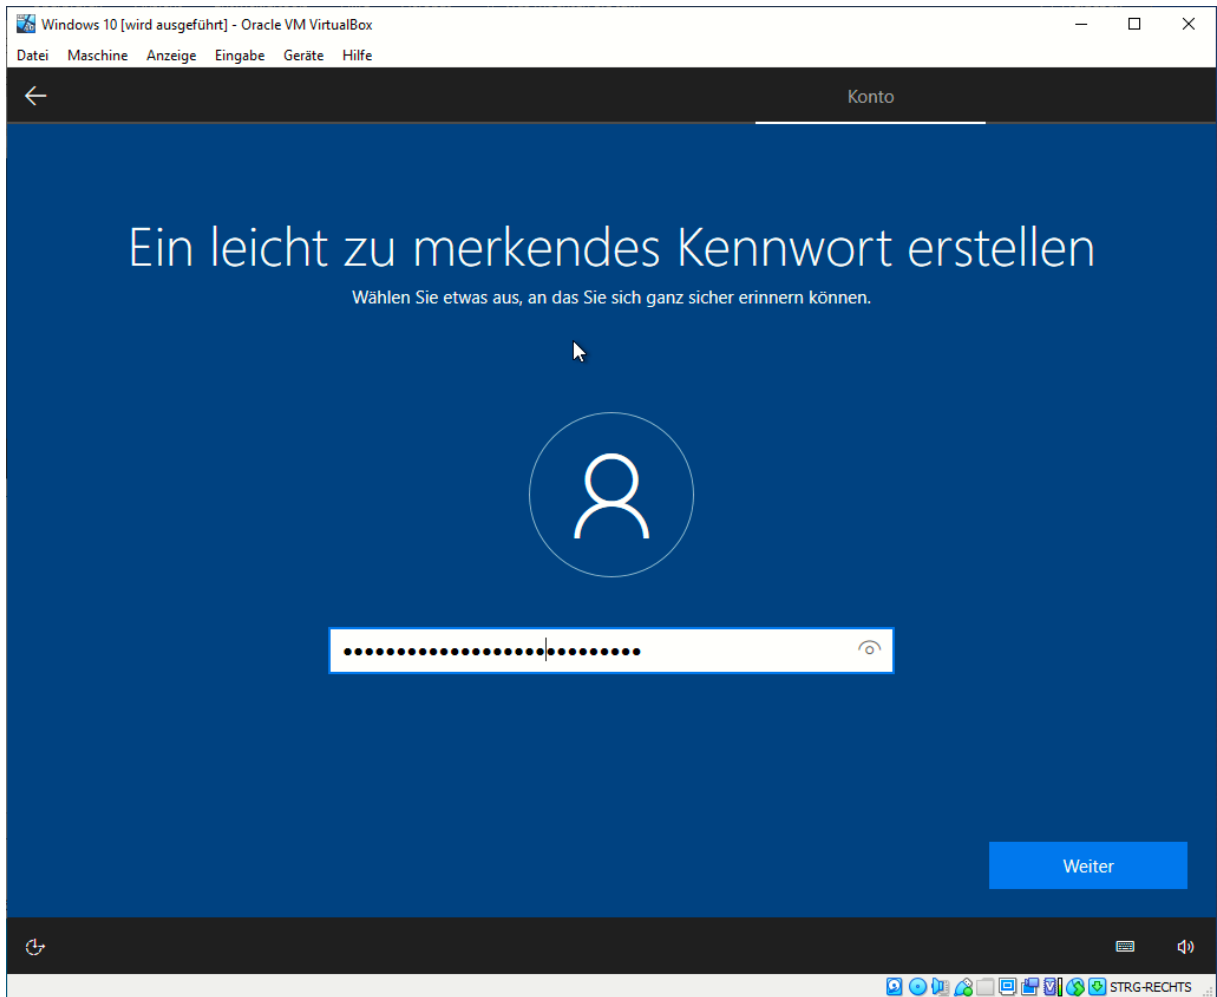 Windows 10 [wird ausgeführt] - Oracle VM VirtualBox
Datei Maschine Anzeige Eingabe Geräte Hilfe
Konto
Ein leicht zu merkendes Kennwort erstellen
Wählen Sie etwas aus, an das Sie sich ganz sicher erinnern können.
••••••••••••••••••••••••••••
Weiter
STRG-RECHTS